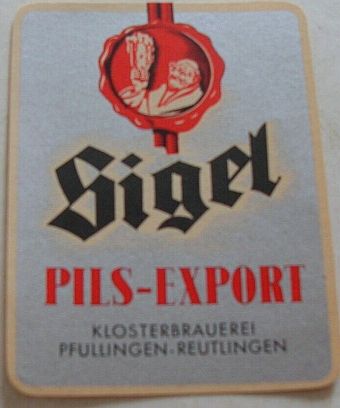 Sigel
PILS-EXPORT
KLOSTERBRAUEREI
PFULLINGEN-REUTLINGEN